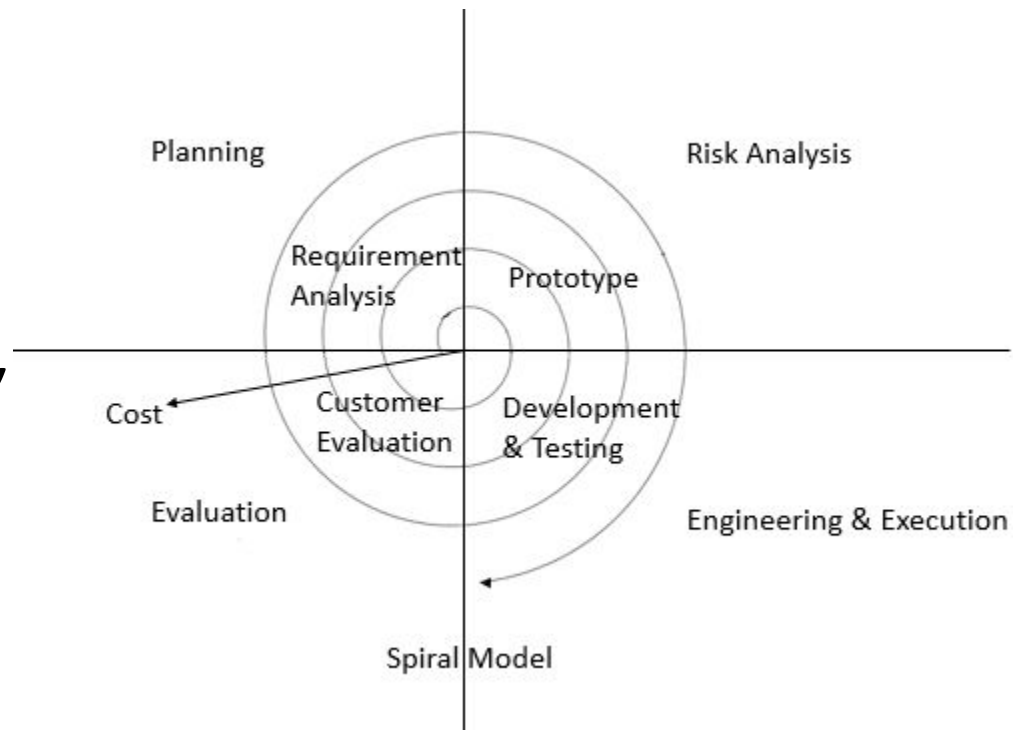 Planning
Risk Analysis
Requirement
Analysis
Prototype
Cost
Customer
Evaluation
Development
& Testing
Evaluation
Engineering & Execution
Spiral Model